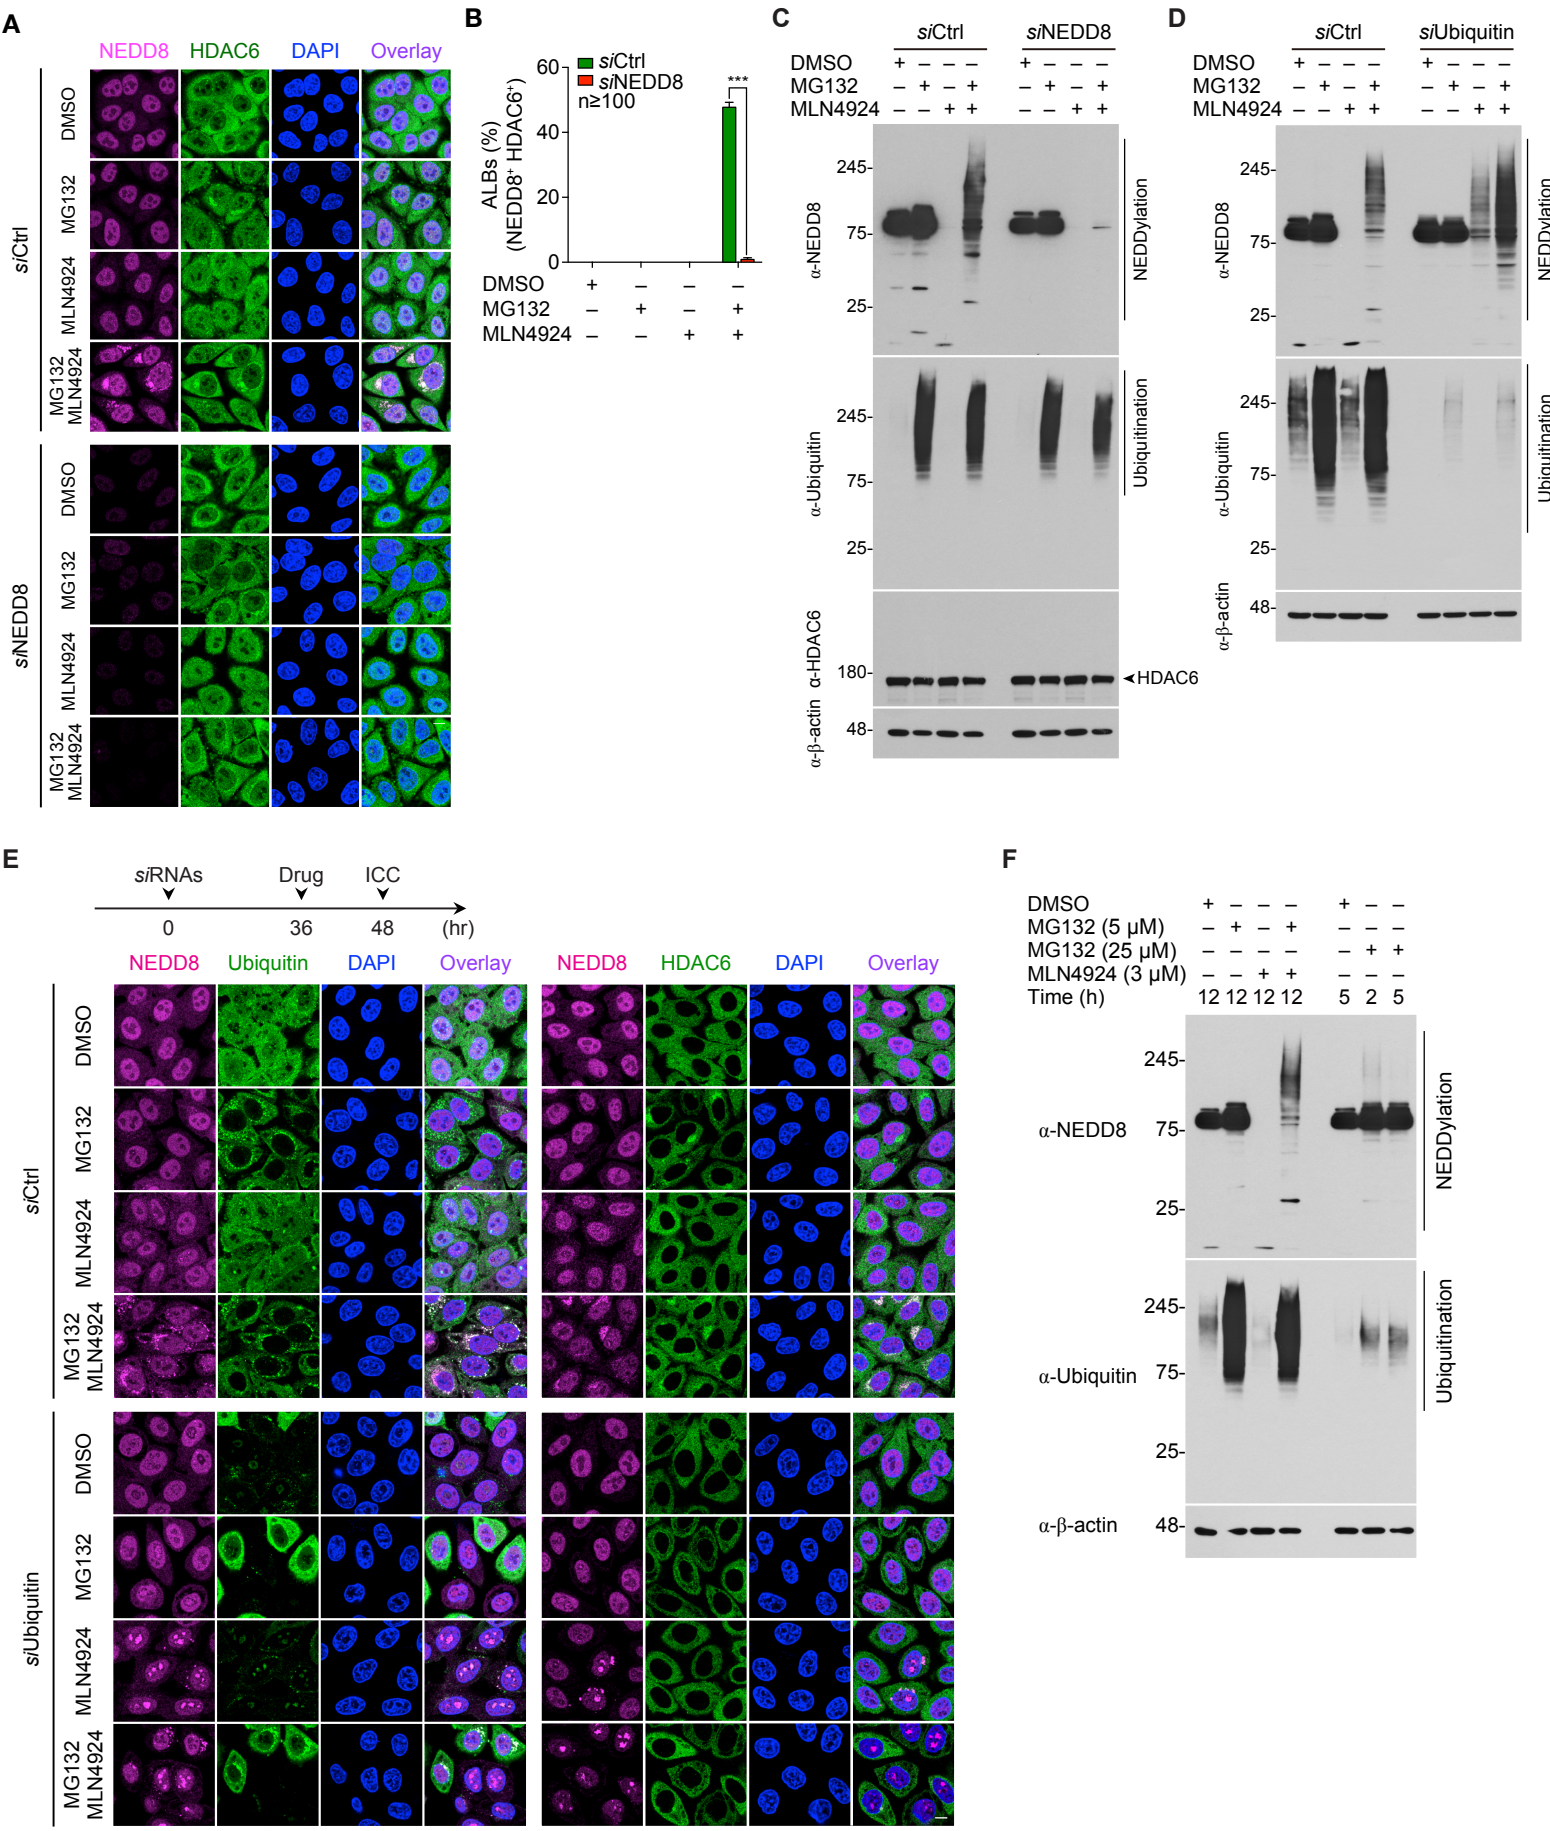 A
NEDD8 HDAC6 DAPI Overlay
siCtrl
DMSO
MG132
MLN4924
MG132
MLN4924
siNEDD8
DMSO
MG132
MLN4924
MG132
MLN4924
B
siCtrl
siNEDD8
n≥100
***
ALBs (%)
(NEDD8⁺ HDAC6⁺)
60
40
20
0
DMSO + – – –
MG132 – + – +
MLN4924 – – + +
C
siCtrl siNEDD8
DMSO + – – – + – – –
MG132 – + – + – + – +
MLN4924 – – + + – – + +
α-NEDD8
245-
75-
25-
NEDDylation
α-Ubiquitin
245-
75-
25-
Ubiquitination
α-HDAC6
180-
HDAC6
α-β-actin
48-
D
siCtrl siUbiquitin
DMSO + – – – + – – –
MG132 – + – + – + – +
MLN4924 – – + + – – + +
α-NEDD8
245-
75-
25-
NEDDylation
α-Ubiquitin
245-
75-
25-
Ubiquitination
α-β-actin
48-
E
siRNAs Drug ICC
0 36 48 (hr)
NEDD8 Ubiquitin DAPI Overlay NEDD8 HDAC6 DAPI Overlay
siCtrl
DMSO
MG132
MLN4924
MG132
MLN4924
siUbiquitin
DMSO
MG132
MLN4924
MG132
MLN4924
F
DMSO + – – – + – –
MG132 (5 µM) – + – + – – –
MG132 (25 µM) – – – – – + +
MLN4924 (3 µM) – – + + – – –
Time (h) 12 12 12 12 5 2 5
α-NEDD8
245-
75-
25-
NEDDylation
α-Ubiquitin
245-
75-
25-
Ubiquitination
α-β-actin
48-